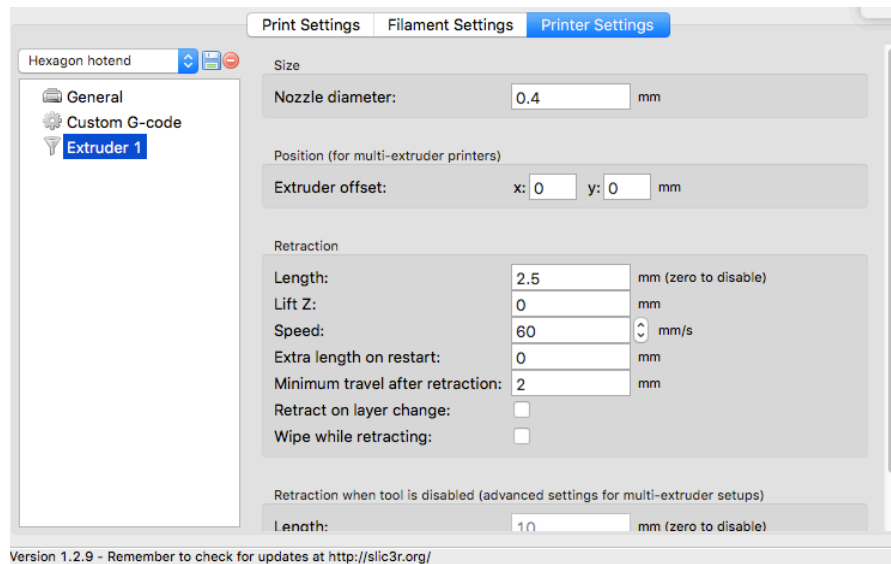 Print Settings Filament Settings Printer Settings
Hexagon hotend
General
Custom G-code
Extruder 1
Size
Nozzle diameter: 0.4 mm
Position (for multi-extruder printers)
Extruder offset: x: 0 y: 0 mm
Retraction
Length: 2.5 mm (zero to disable)
Lift Z: 0 mm
Speed: 60 mm/s
Extra length on restart: 0 mm
Minimum travel after retraction: 2 mm
Retract on layer change:
Wipe while retracting:
Retraction when tool is disabled (advanced settings for multi-extruder setups)
Length: 10 mm (zero to disable)
Version 1.2.9 - Remember to check for updates at http://slic3r.org/